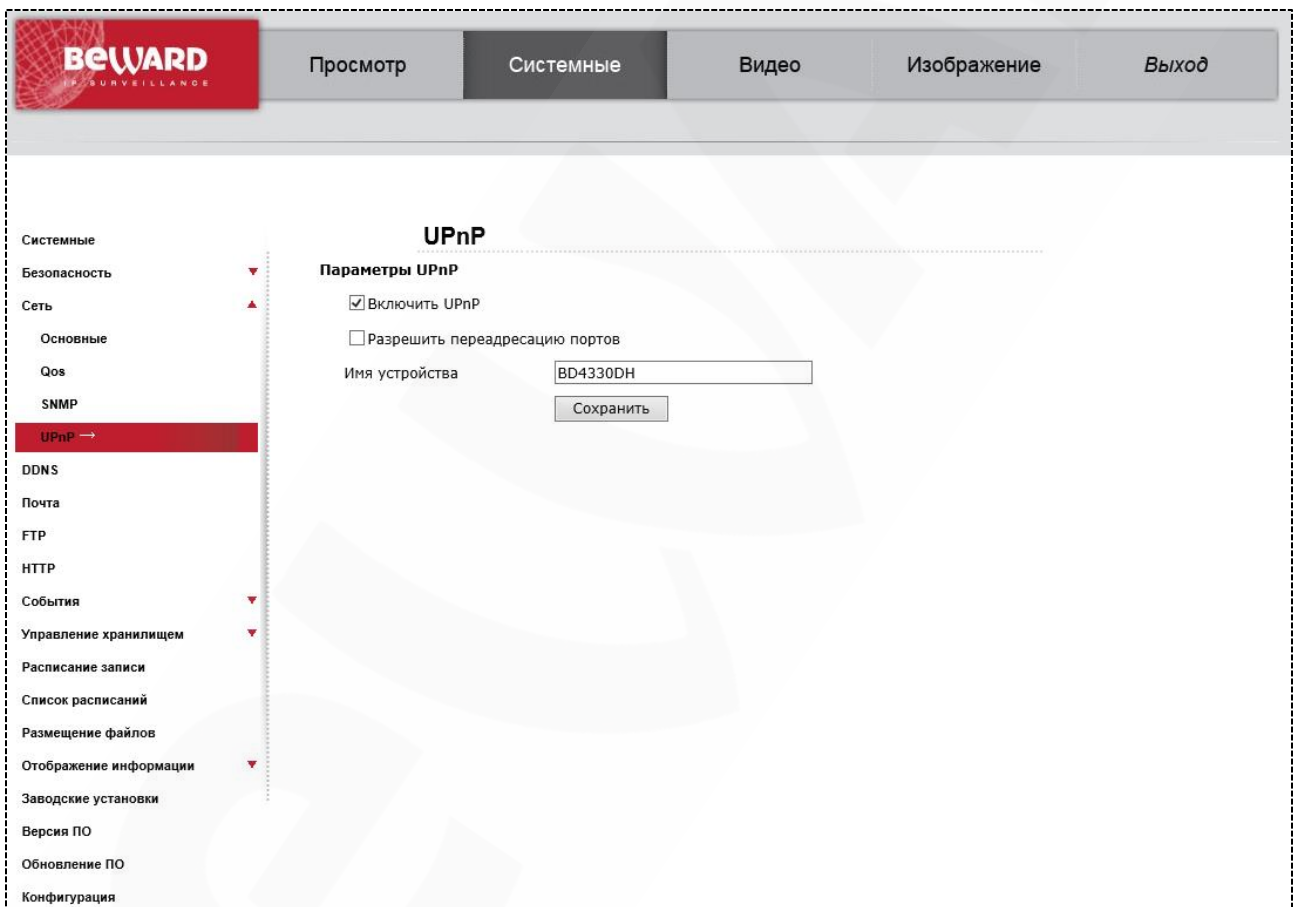 BEWARD
IP SURVEILLANCE
Просмотр
Системные
Видео
Изображение
Выход
Системные
Безопасность
Сеть
Основные
Qos
SNMP
UPnP →
DDNS
Почта
FTP
HTTP
События
Управление хранилищем
Расписание записи
Список расписаний
Размещение файлов
Отображение информации
Заводские установки
Версия ПО
Обновление ПО
Конфигурация
UPnP
Параметры UPnP
Включить UPnP
Разрешить переадресацию портов
Имя устройства BD4330DH
Сохранить